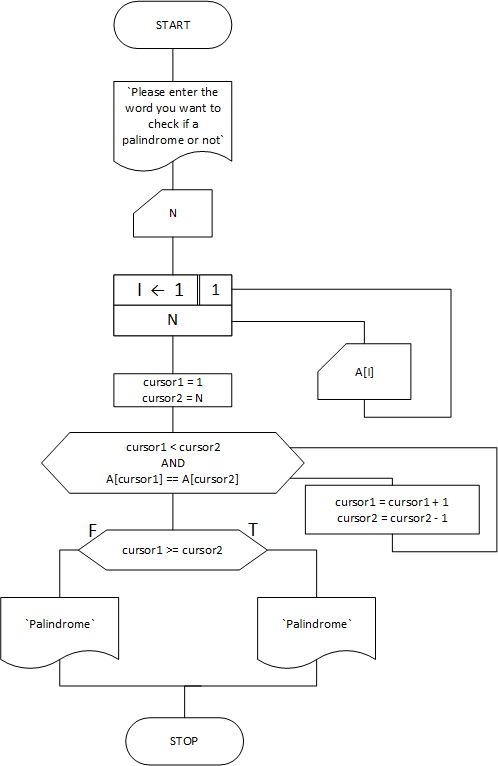 START
`Please enter the
word you want to
check if a
palindrome or not`
N
I ← 1 1
N
A[I]
cursor1 = 1
cursor2 = N
cursor1 < cursor2
AND
A[cursor1] == A[cursor2]
cursor1 = cursor1 + 1
cursor2 = cursor2 - 1
F T
cursor1 >= cursor2
`Palindrome` `Palindrome`
STOP